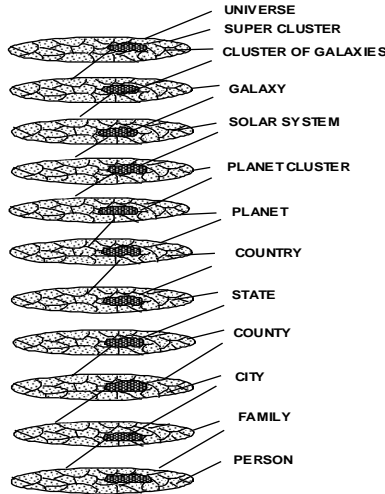 UNIVERSE
SUPER CLUSTER
CLUSTER OF GALAXIES
GALAXY
SOLAR SYSTEM
PLANET CLUSTER
PLANET
COUNTRY
STATE
COUNTY
CITY
FAMILY
PERSON